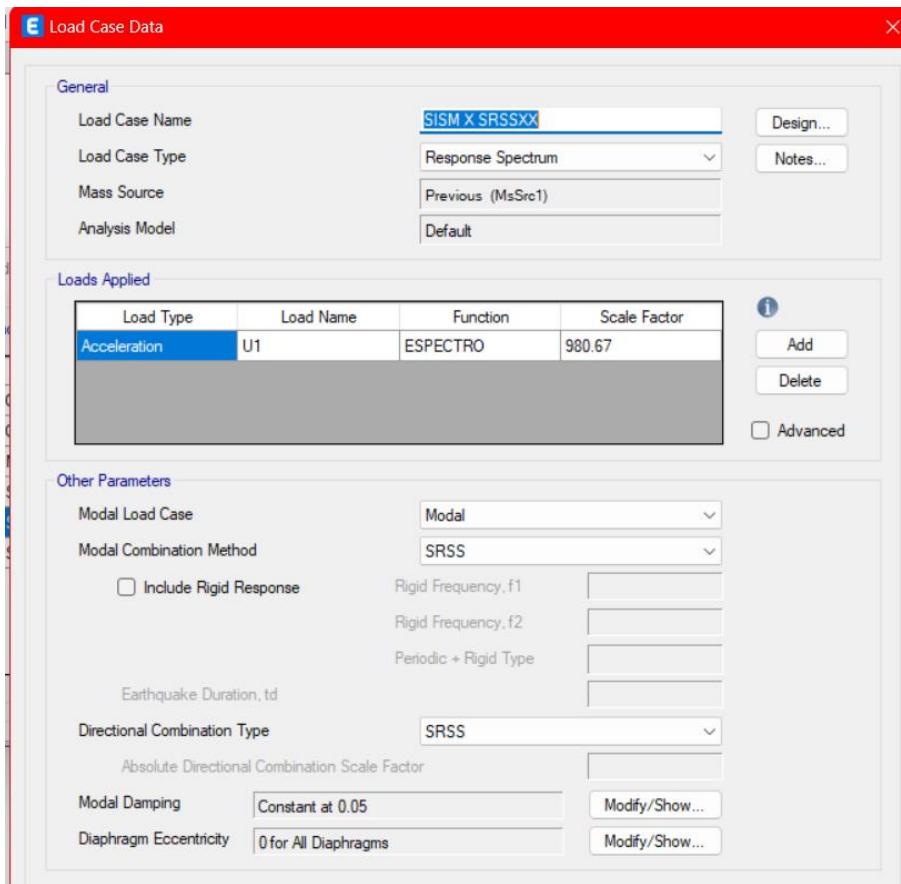 E Load Case Data
General
Load Case Name SISM X SRSSXX Design...
Load Case Type Response Spectrum Notes...
Mass Source Previous (MsSrc1)
Analysis Model Default
Loads Applied
Load Type Load Name Function Scale Factor
Acceleration U1 ESPECTRO 980.67 Add
Delete
Advanced
Other Parameters
Modal Load Case Modal
Modal Combination Method SRSS
Include Rigid Response Rigid Frequency, f1
Rigid Frequency, f2
Periodic + Rigid Type
Earthquake Duration, td
Directional Combination Type SRSS
Absolute Directional Combination Scale Factor
Modal Damping Constant at 0.05 Modify/Show...
Diaphragm Eccentricity 0 for All Diaphragms Modify/Show...